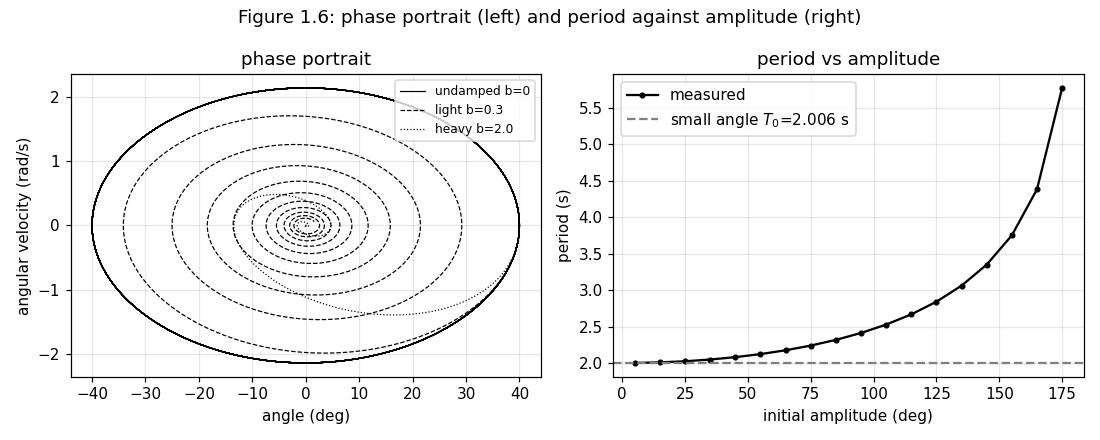 Figure 1.6: phase portrait (left) and period against amplitude (right)
phase portrait
undamped b=0
light b=0.3
heavy b=2.0
2
1
0
−1
−2
angular velocity (rad/s)
−40 −30 −20 −10 0 10 20 30 40
angle (deg)
period vs amplitude
measured
small angle T₀=2.006 s
5.5
5.0
4.5
4.0
3.5
3.0
2.5
2.0
period (s)
0 25 50 75 100 125 150 175
initial amplitude (deg)